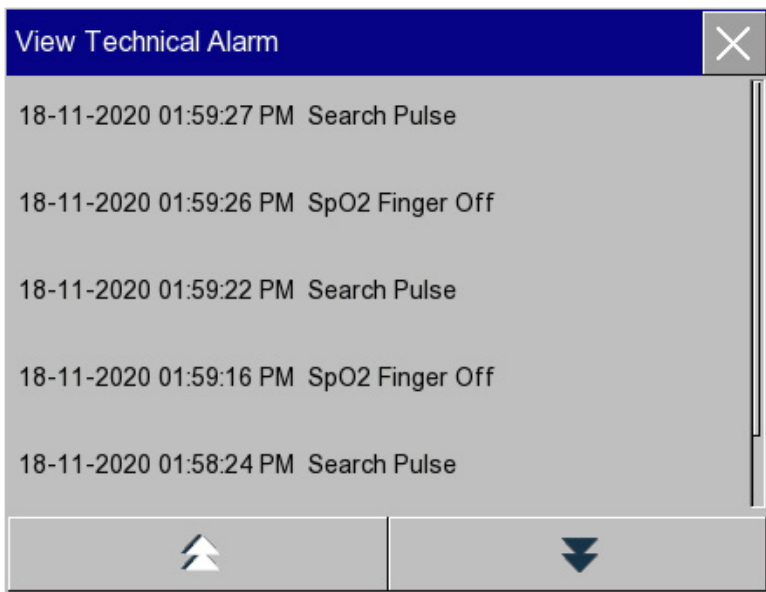 View Technical Alarm
18-11-2020 01:59:27 PM Search Pulse
18-11-2020 01:59:26 PM SpO2 Finger Off
18-11-2020 01:59:22 PM Search Pulse
18-11-2020 01:59:16 PM SpO2 Finger Off
18-11-2020 01:58:24 PM Search Pulse